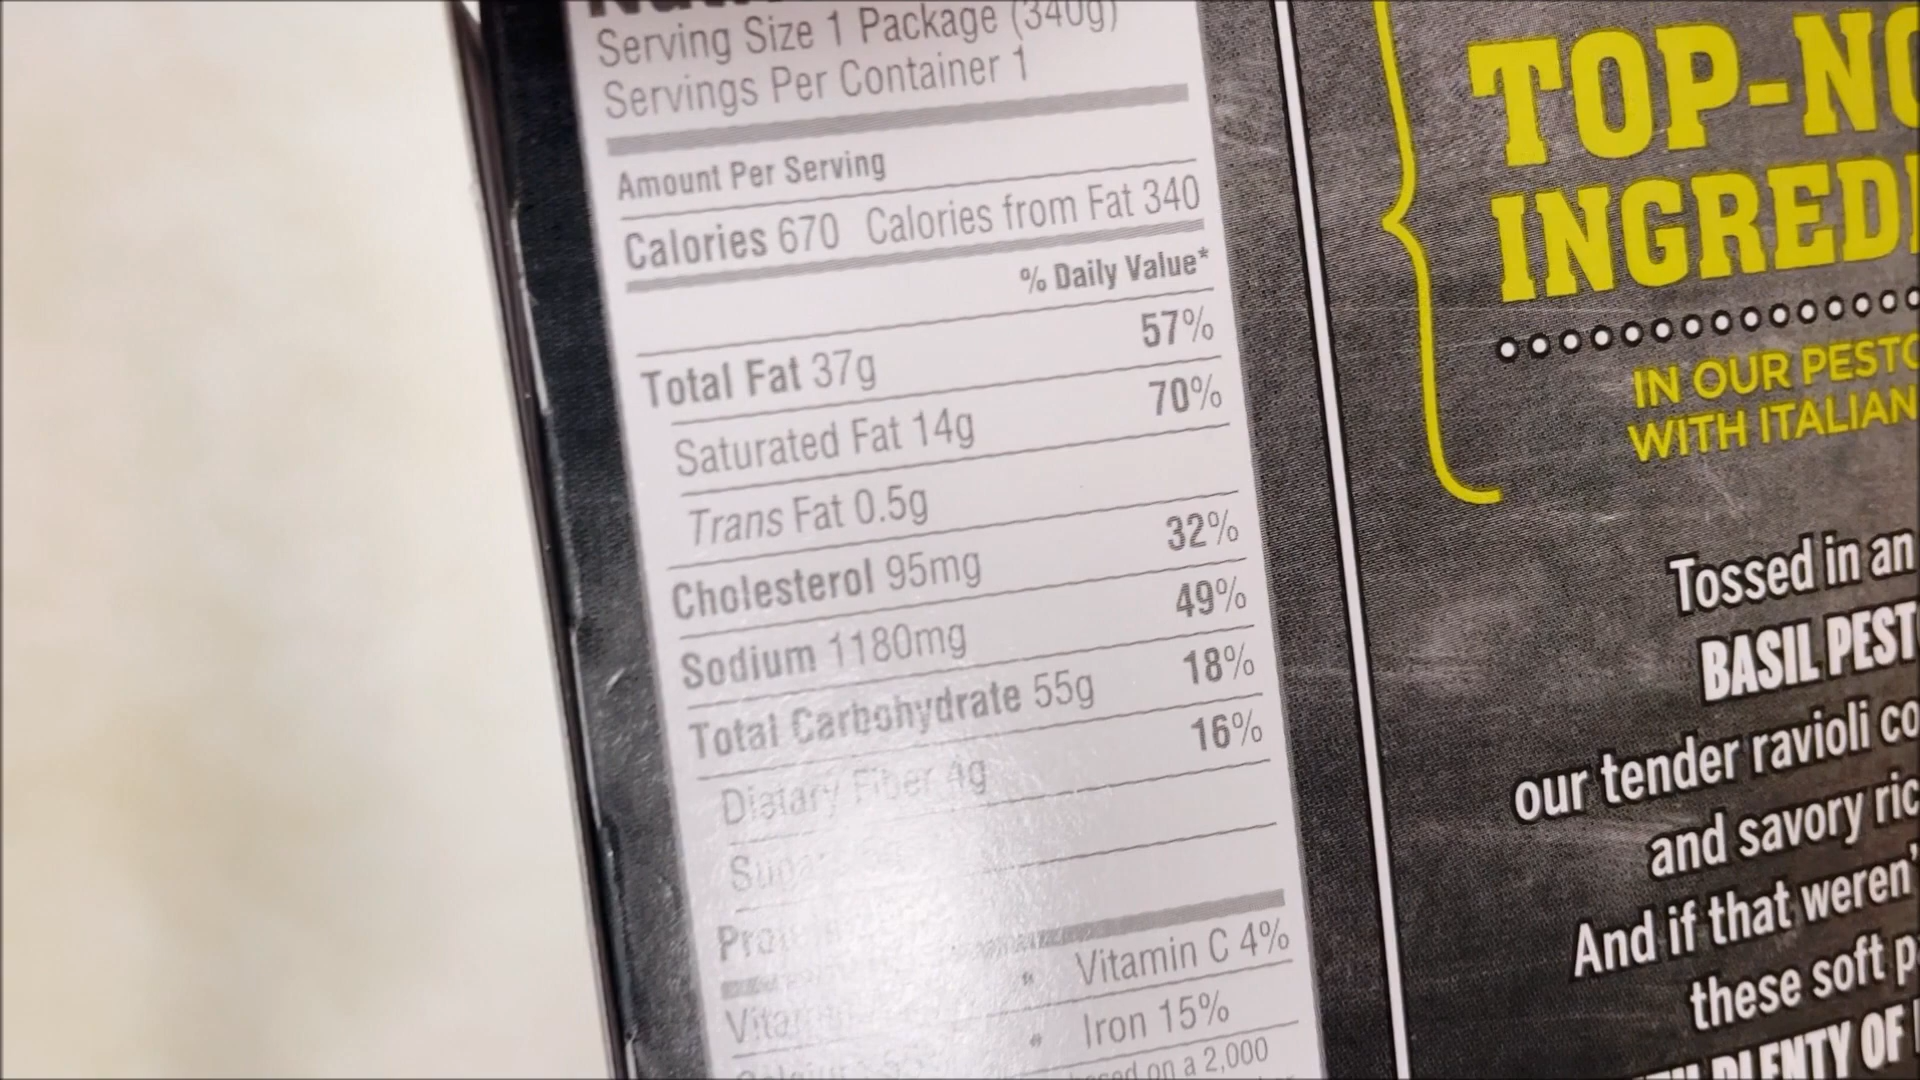 Serving Size 1 Package (340g)
Servings Per Container 1
Amount Per Serving
Calories 670 Calories from Fat 340
% Daily Value*
Total Fat 37g 57%
Saturated Fat 14g 70%
Trans Fat 0.5g
Cholesterol 95mg 32%
Sodium 1180mg 49%
Total Carbohydrate 55g 18%
Dietary Fiber 4g 16%
Vitamin C 4%
Iron 15%
on a 2,000
TOP-NO
INGREDI
IN OUR PESTO
WITH ITALIAN
Tossed in an
BASIL PEST
our tender ravioli co
and savory ric
And if that weren'
these soft p
PLENTY OF